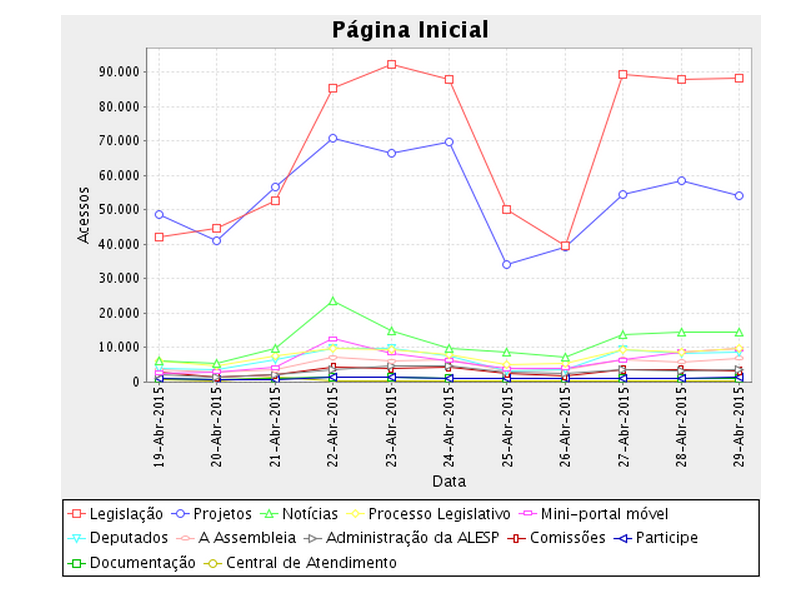 Página Inicial
90.000
80.000
70.000
60.000
50.000
40.000
30.000
20.000
10.000
0
Acessos
19-Abr-2015
20-Abr-2015
21-Abr-2015
22-Abr-2015
23-Abr-2015
24-Abr-2015
25-Abr-2015
26-Abr-2015
27-Abr-2015
28-Abr-2015
29-Abr-2015
Data
Legislação Projetos Notícias Processo Legislativo Mini-portal móvel
Deputados A Assembleia Administração da ALESP Comissões Participe
Documentação Central de Atendimento